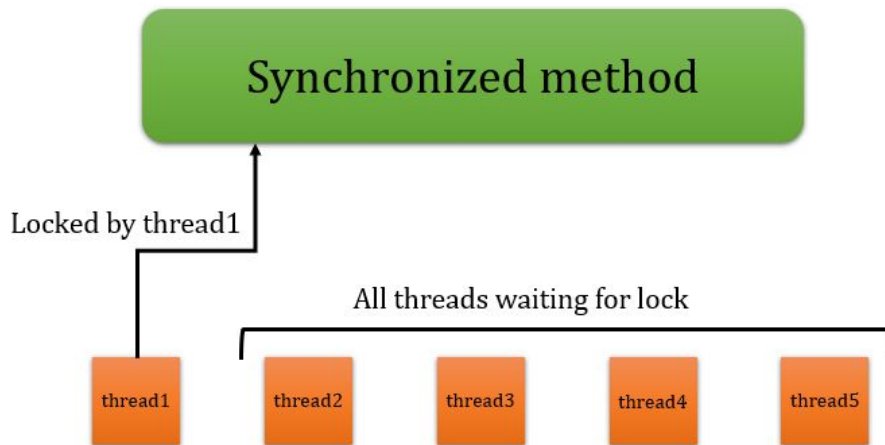 Synchronized method
Locked by thread1
All threads waiting for lock
thread1
thread2
thread3
thread4
thread5